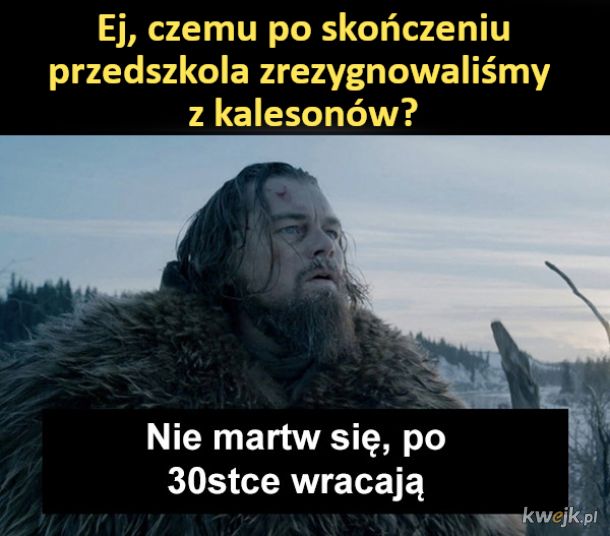 Ej, czemu po skończeniu
przedszkola zrezygnowaliśmy
z kalesonów?
Nie martw się, po
30stce wracają
kwejk.pl